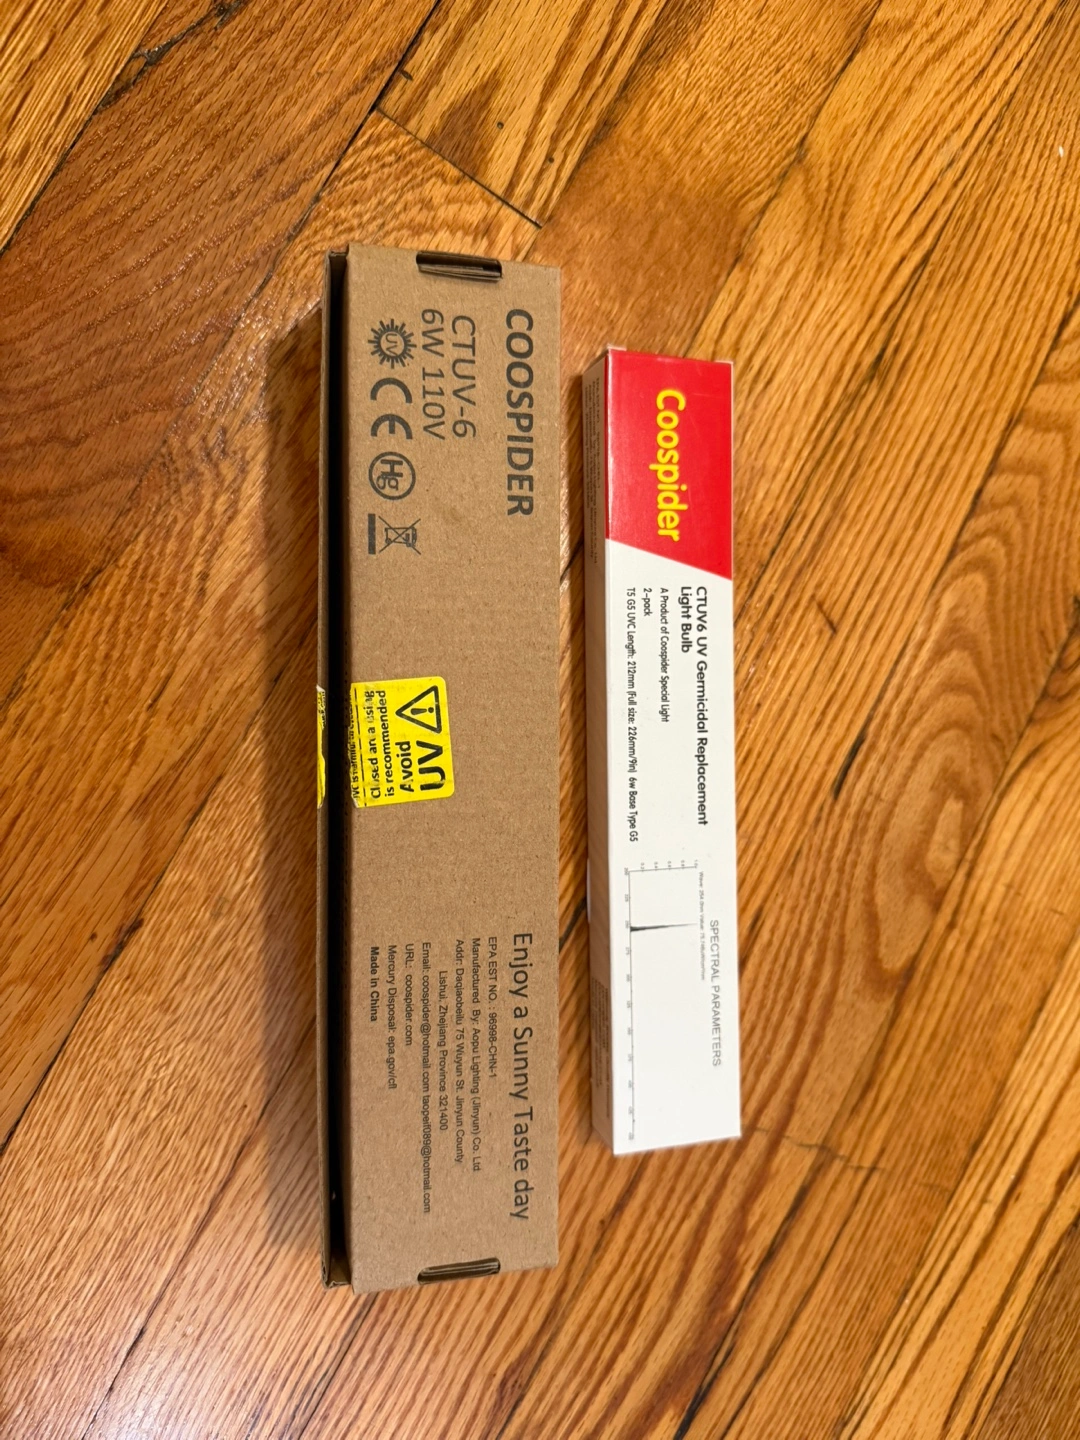 COOSPIDER
CTUV-6
6W 110V
UV
CE
Hg
UV
Avoid
is recommended
Enjoy a Sunny Taste day
EPA EST NO. : 96998-CHN-1
Manufactured By: Aopu Lighting (Jinyun) Co. Ltd
Addr: Daqiaobeilu 75 Wuyun St. Jinyun County
Lishui, Zhejiang Province 321400
Email: coospider@hotmail.com taopeifl089@hotmail.com
URL: coospider.com
Mercury Disposal: epa.gov/cfl
Made in China
Coospider
CTUV6 UV Germicidal Replacement
Light Bulb
A Product of Coospider Special Light
2-pack
T5 G5 UVC Length: 212mm (Full size: 226mm/9in) 6w Base Type G5
SPECTRAL PARAMETERS